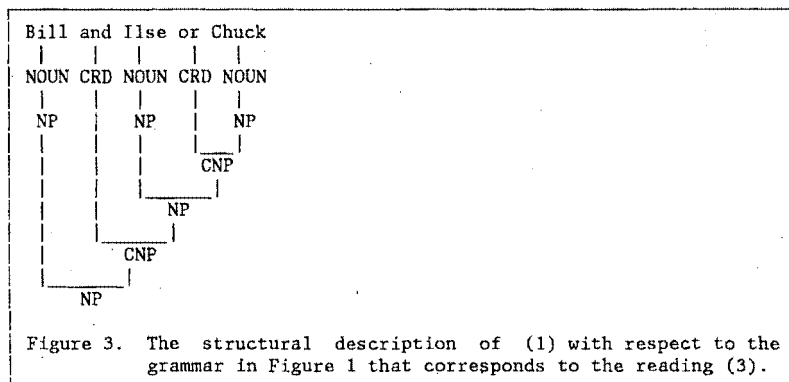 Bill and Ilse or Chuck
NOUN CRD NOUN CRD NOUN
NP NP NP
CNP
NP
CNP
NP
Figure 3. The structural description of (1) with respect to the
grammar in Figure 1 that corresponds to the reading (3).